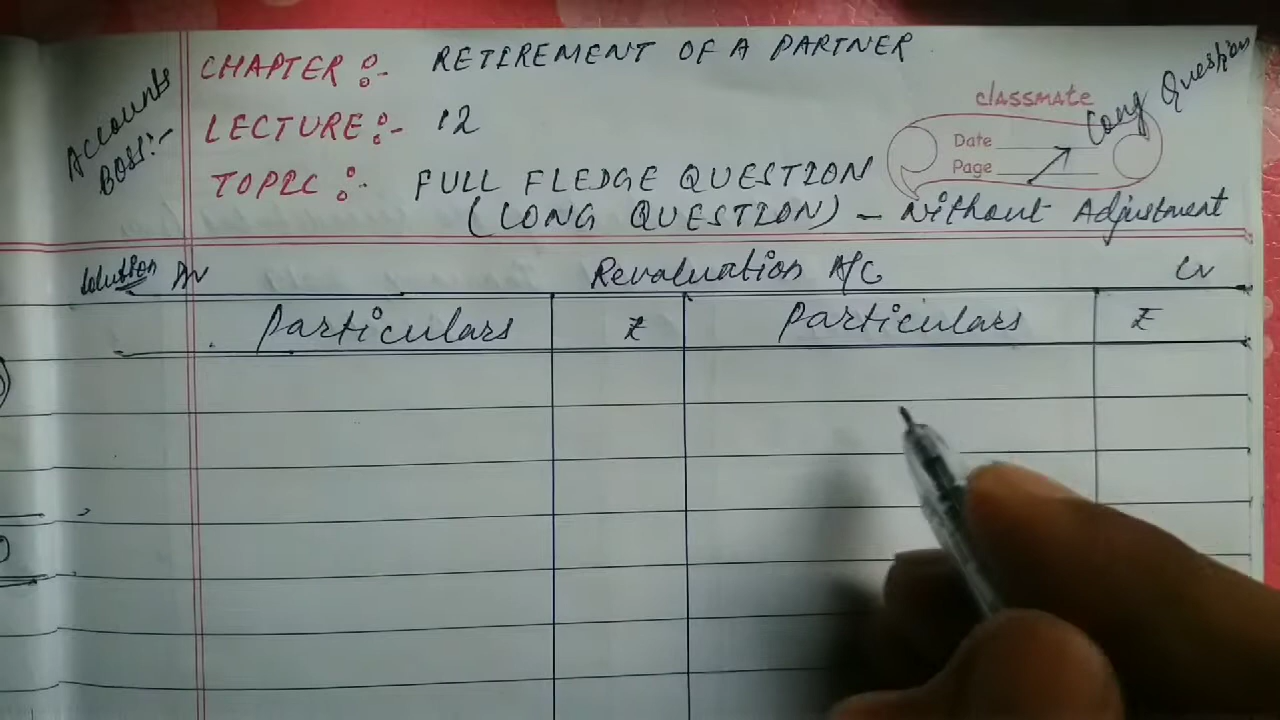 CHAPTER :- RETIREMENT OF A PARTNER
Accounts Boss:-
LECTURE :- 12
classmate
Date
Page
Long Question
TOPIC :- FULL FLEDGE QUESTION
(LONG QUESTION) - Without Adjustment
Solution Dr Revaluation A/C Cr
Particulars ₹ Particulars ₹